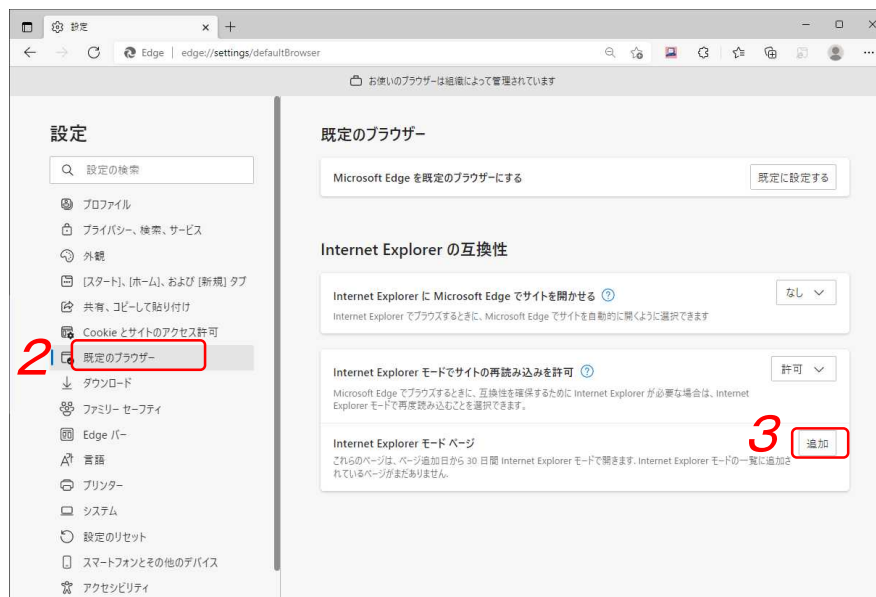 設定
Edge | edge://settings/defaultBrowser
お使いのブラウザーは組織によって管理されています
設定
設定の検索
プロファイル
プライバシー、検索、サービス
外観
[スタート]、[ホーム]、および [新規] タブ
共有、コピーして貼り付け
Cookie とサイトのアクセス許可
2
既定のブラウザー
ダウンロード
ファミリー セーフティ
Edge バー
言語
プリンター
システム
設定のリセット
スマートフォンとその他のデバイス
アクセシビリティ
既定のブラウザー
Microsoft Edge を既定のブラウザーにする
既定に設定する
Internet Explorer の互換性
Internet Explorer に Microsoft Edge でサイトを開かせる
なし
Internet Explorer でブラウズするときに、Microsoft Edge でサイトを自動的に開くように選択できます
Internet Explorer モードでサイトの再読み込みを許可
許可
Microsoft Edge でブラウズするときに、互換性を確保するために Internet Explorer が必要な場合は、Internet
Explorer モードで再度読み込むことを選択できます。
Internet Explorer モード ページ
3
追加
これらのページは、ページ追加日から 30 日間 Internet Explorer モードで開きます. Internet Explorer モードの一覧に追加さ
れているページがまだありません.